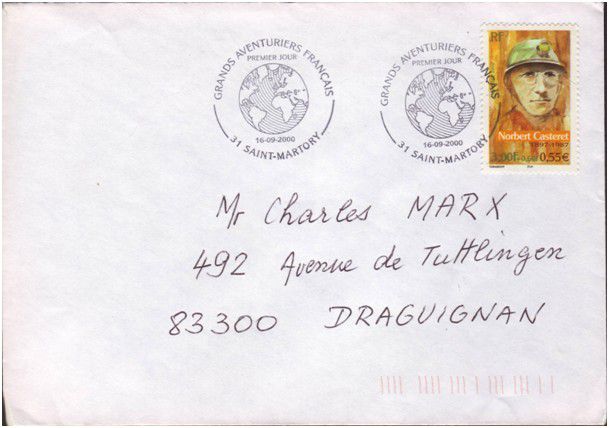 GRANDS AVENTURIERS FRANÇAIS
PREMIER JOUR
16-09-2000
31 SAINT-MARTORY
GRANDS AVENTURIERS FRANÇAIS
PREMIER JOUR
16-09-2000
31 SAINT-MARTORY
RF
Norbert Casteret
1897-1987
3,00F 0,55€
Mr Charles MARX
492 Avenue de Tuttlingen
83300 DRAGUIGNAN